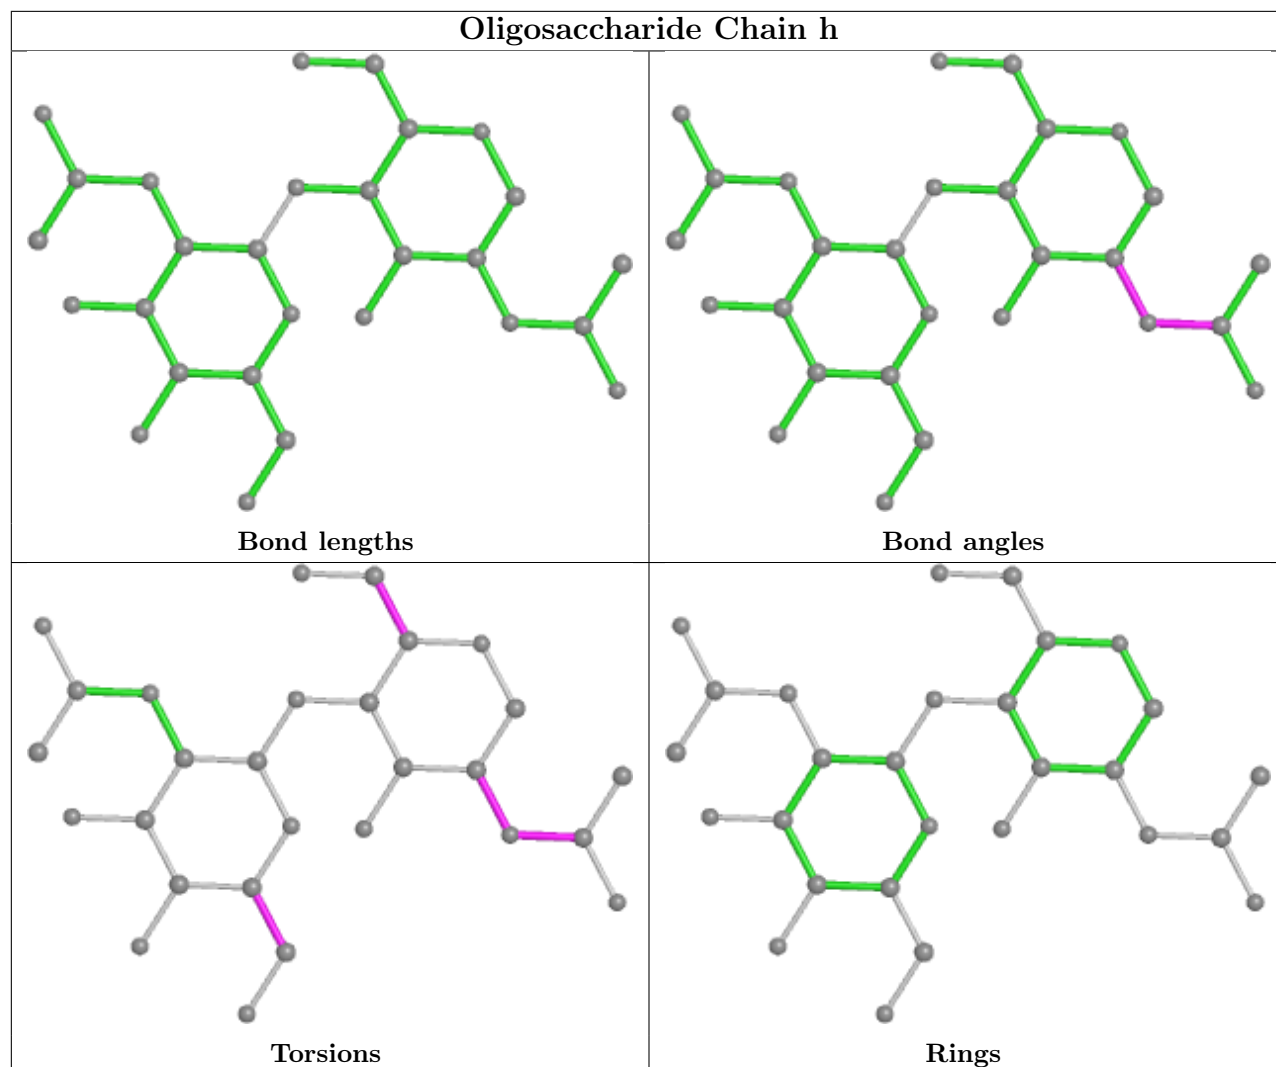 Oligosaccharide Chain h
Bond lengths
Bond angles
Torsions
Rings